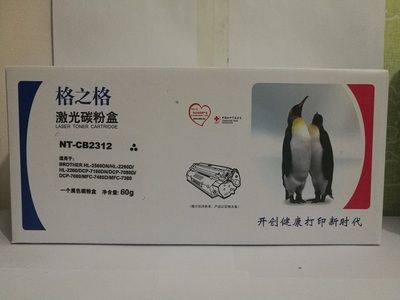 格之格
激光碳粉盒
LASER TONER CARTRIDGE
NT-CB2312
适用于:
BROTHER HL-2560DN/HL-2260D/
HL-2260/DCP-7180DN/DCP-7080D/
DCP-7080/MFC-7480D/MFC-7380
一个黑色碳粉盒 净含量: 60g
开创健康打印新时代